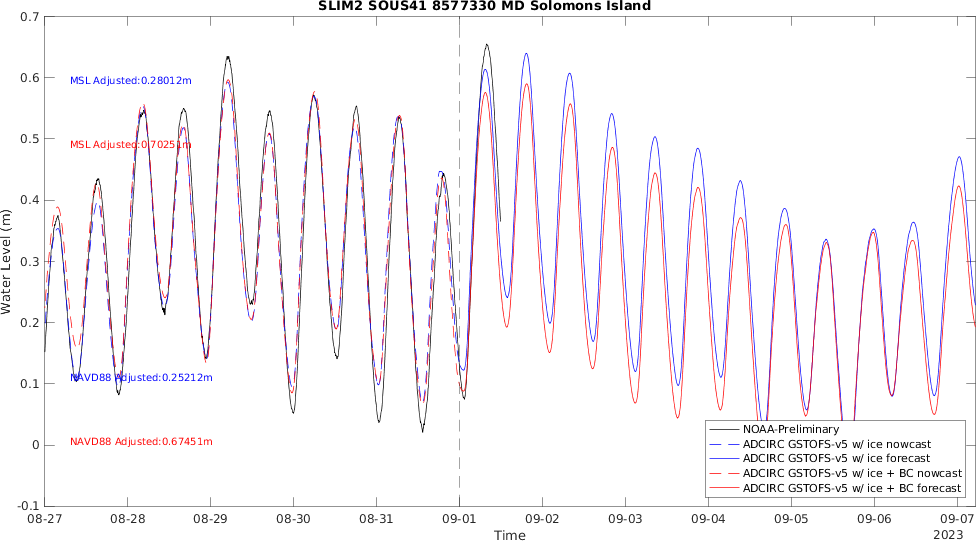 SLIM2 SOUS41 8577330 MD Solomons Island
0.7
0.6
0.5
0.4
0.3
0.2
0.1
0
-0.1
Water Level (m)
MSL Adjusted:0.28012m
MSL Adjusted:0.70251m
NAVD88 Adjusted:0.25212m
NAVD88 Adjusted:0.67451m
NOAA-Preliminary
ADCIRC GSTOFS-v5 w/ ice nowcast
ADCIRC GSTOFS-v5 w/ ice forecast
ADCIRC GSTOFS-v5 w/ ice + BC nowcast
ADCIRC GSTOFS-v5 w/ ice + BC forecast
08-27 08-28 08-29 08-30 08-31 09-01 09-02 09-03 09-04 09-05 09-06 09-07
Time
2023